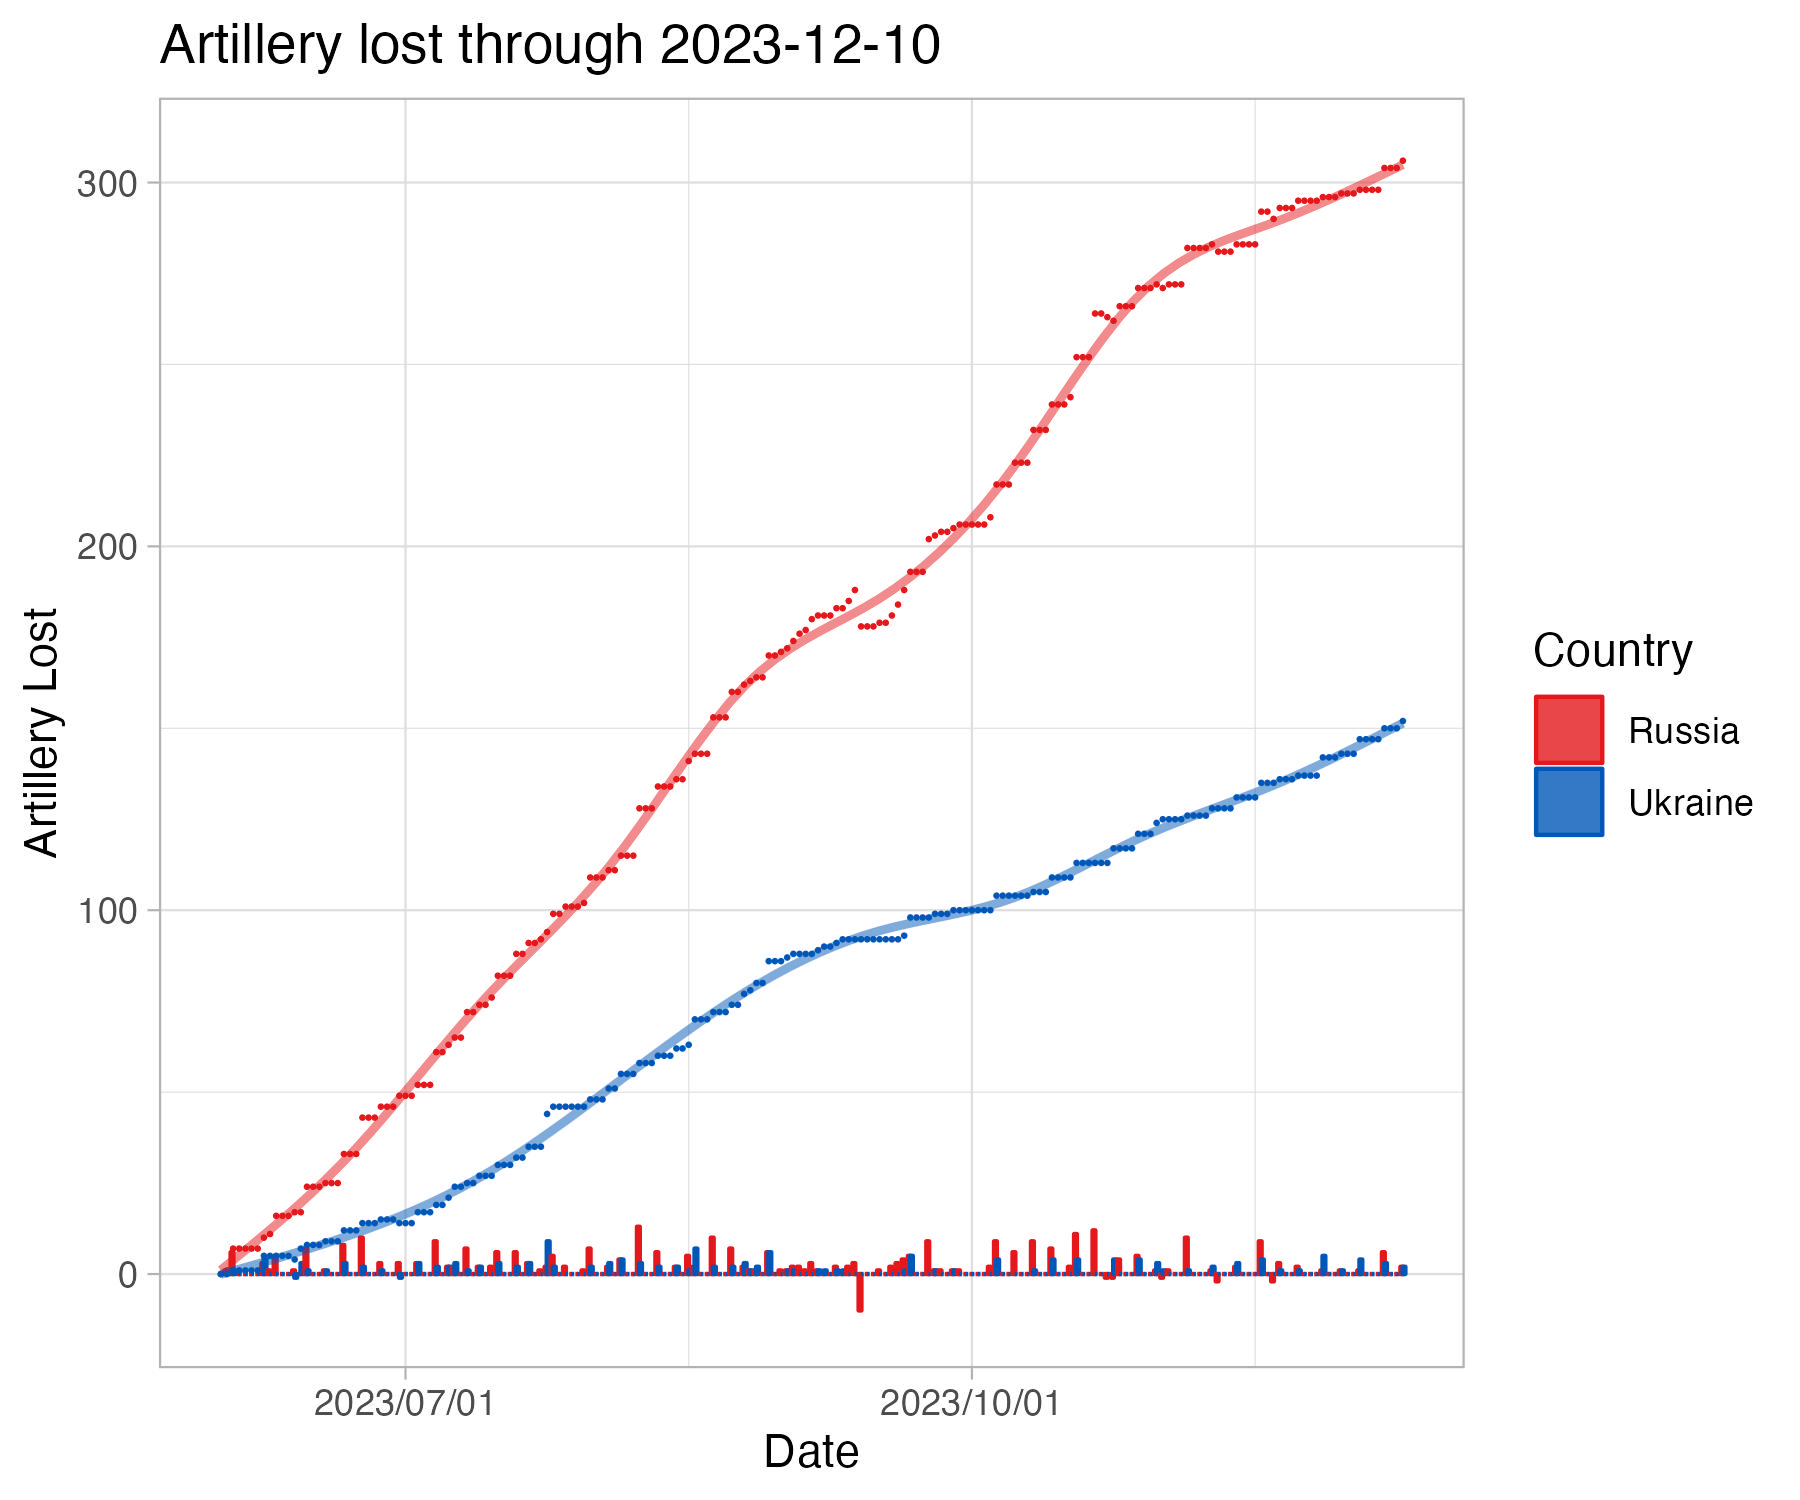 Artillery lost through 2023-12-10
Artillery Lost
300
200
100
0
2023/07/01
2023/10/01
Date
Country
Russia
Ukraine